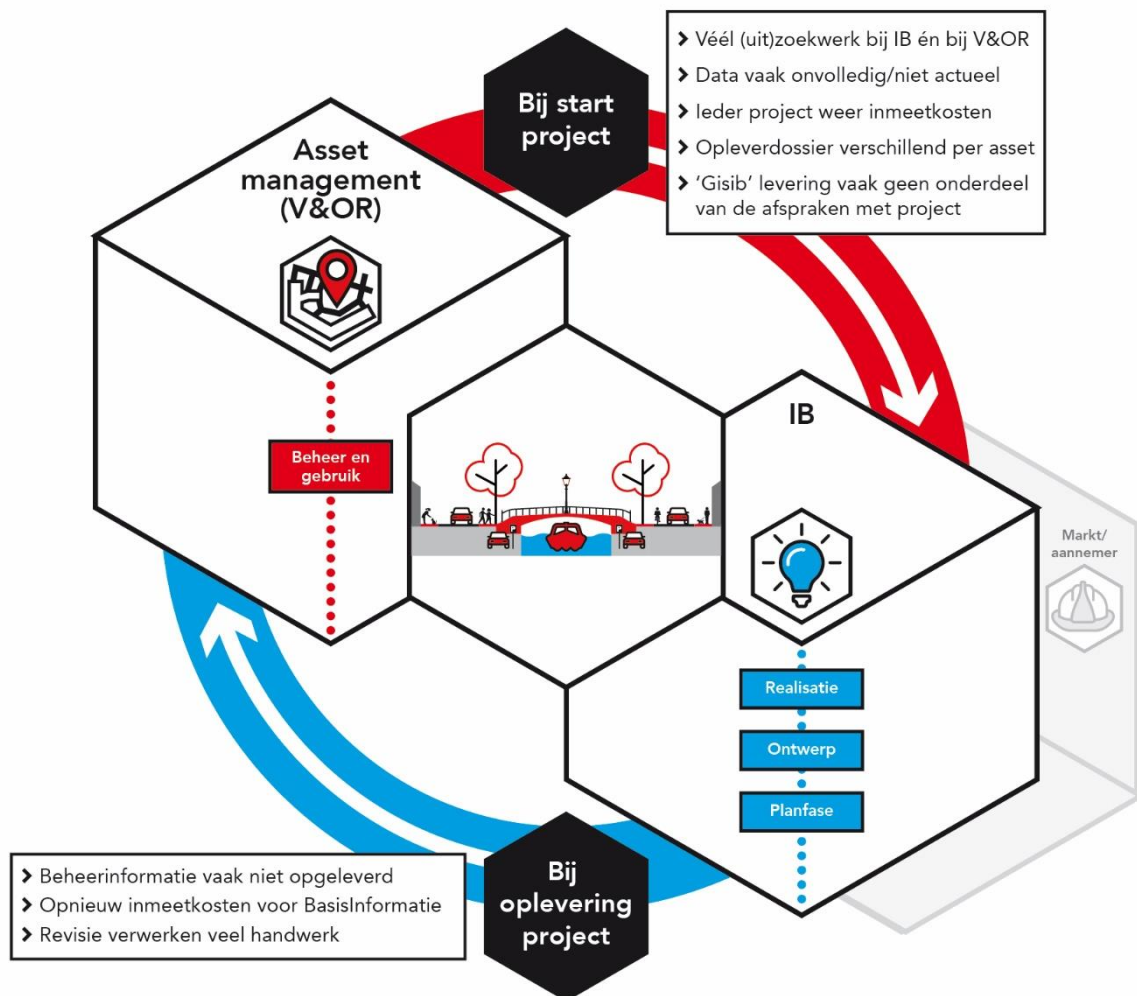 Bij start
project
> Véél (uit)zoekwerk bij IB én bij V&OR
> Data vaak onvolledig/niet actueel
> Ieder project weer inmeetkosten
> Opleverdossier verschillend per asset
> ‘Gisib’ levering vaak geen onderdeel
van de afspraken met project
Asset
management
(V&OR)
Beheer en
gebruik
IB
Markt/
aannemer
Realisatie
Ontwerp
Planfase
Bij
oplevering
project
> Beheerinformatie vaak niet opgeleverd
> Opnieuw inmeetkosten voor BasisInformatie
> Revisie verwerken veel handwerk